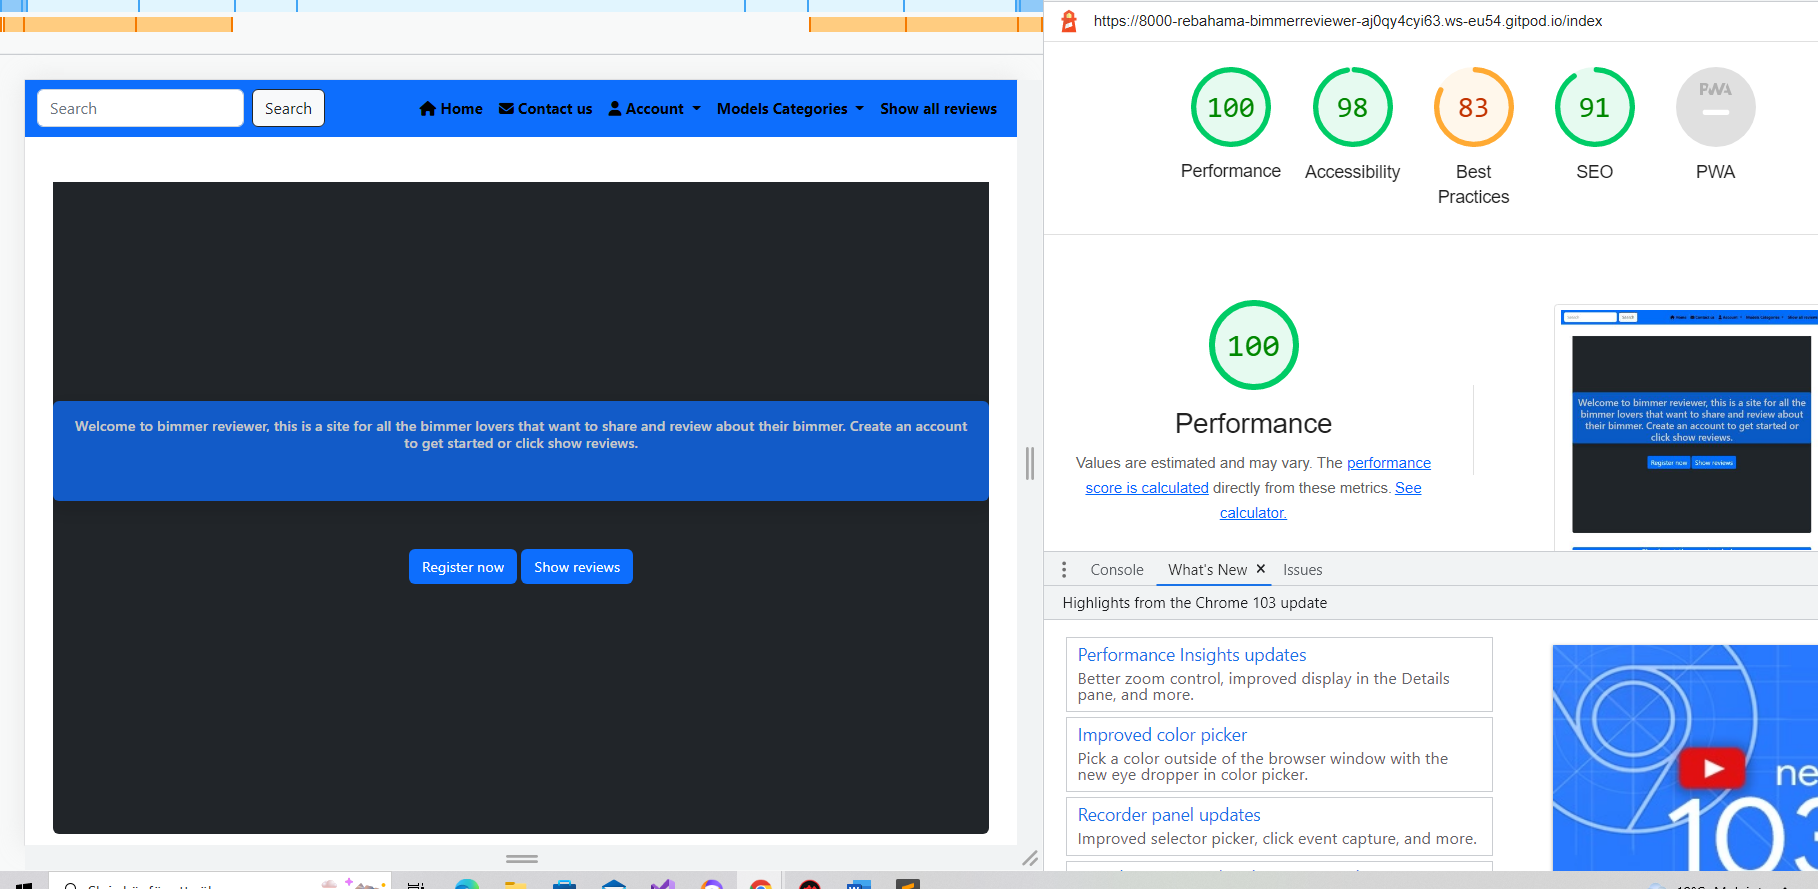 Search
Search
Home
Contact us
Account
Models Categories
Show all reviews
Welcome to bimmer reviewer, this is a site for all the bimmer lovers that want to share and review about their bimmer. Create an account
to get started or click show reviews.
Register now
Show reviews
https://8000-rebahama-bimmerreviewer-aj0qy4cyi63.ws-eu54.gitpod.io/index
100
98
83
91
PWA
Performance
Accessibility
Best
Practices
SEO
PWA
100
Performance
Values are estimated and may vary. The performance
score is calculated directly from these metrics. See
calculator.
Welcome to bimmer reviewer, this is a site for all the
bimmer lovers that want to share and review about
their bimmer. Create an account to get started or
click show reviews.
Register now
Show reviews
Console
What's New
Issues
Highlights from the Chrome 103 update
Performance Insights updates
Better zoom control, improved display in the Details
pane, and more.
Improved color picker
Pick a color outside of the browser window with the
new eye dropper in color picker.
Recorder panel updates
Improved selector picker, click event capture, and more.
ne
103